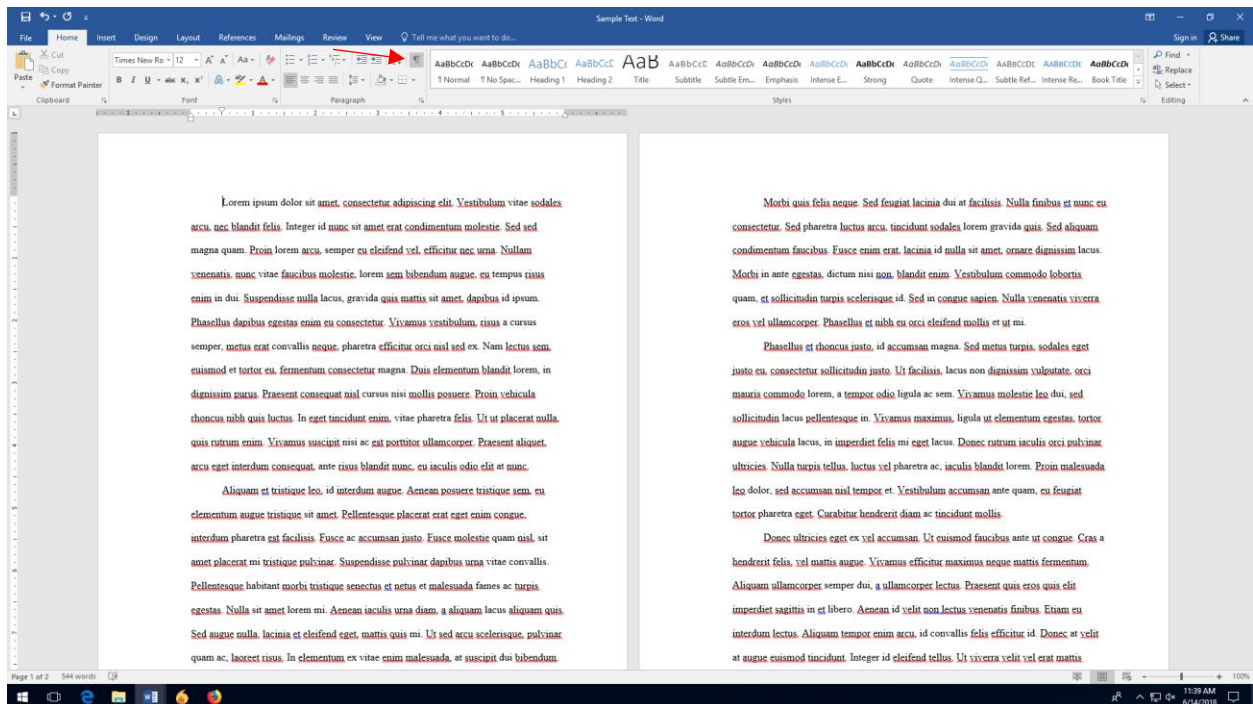 Sample Text - Word
File Home Insert Design Layout References Mailings Review View Tell me what you want to do...
Sign in Share
Cut
Copy
Paste
Format Painter
Times New Ro 12
Clipboard Font Paragraph Styles Editing
AaBbCcDc AaBbCcDc AaBbCc AaBbCcC AaB AaBbCcC AaBbCcDc AaBbCcDc AaBbCcDc AaBbCcDc AaBbCcDc AaBbCcDc AaBbCcDc AaBbCcDc AaBbCcDc
¶ Normal ¶ No Spac... Heading 1 Heading 2 Title Subtitle Subtle Em... Emphasis Intense E... Strong Quote Intense Q... Subtle Ref... Intense Re... Book Title
Find
Replace
Select
Lorem ipsum dolor sit amet, consectetur adipiscing elit. Vestibulum vitae sodales
arcu, nec blandit felis. Integer id nunc sit amet erat condimentum molestie. Sed sed
magna quam. Proin lorem arcu, semper eu eleifend vel, efficitur nec urna. Nullam
venenatis, nunc vitae faucibus molestie, lorem sem bibendum augue, eu tempus risus
enim in dui. Suspendisse nulla lacus, gravida quis mattis sit amet, dapibus id ipsum.
Phasellus dapibus egestas enim eu consectetur. Vivamus vestibulum, risus a cursus
semper, metus erat convallis neque, pharetra efficitur orci nisl sed ex. Nam lectus sem,
euismod et tortor eu, fermentum consectetur magna. Duis elementum blandit lorem, in
dignissim purus. Praesent consequat nisl cursus nisi mollis posuere. Proin vehicula
rhoncus nibh quis luctus. In eget tincidunt enim, vitae pharetra felis. Ut ut placerat nulla,
quis rutrum enim. Vivamus suscipit nisi ac est porttitor ullamcorper. Praesent aliquet,
arcu eget interdum consequat, ante risus blandit nunc, eu iaculis odio elit at nunc.
Aliquam et tristique leo, id interdum augue. Aenean posuere tristique sem, eu
elementum augue tristique sit amet. Pellentesque placerat erat eget enim congue,
interdum pharetra est facilisis. Fusce ac accumsan justo. Fusce molestie quam nisl, sit
amet placerat mi tristique pulvinar. Suspendisse pulvinar dapibus urna vitae convallis.
Pellentesque habitant morbi tristique senectus et netus et malesuada fames ac turpis
egestas. Nulla sit amet lorem mi. Aenean iaculis urna diam, a aliquam lacus aliquam quis.
Sed augue nulla, lacinia et eleifend eget, mattis quis mi. Ut sed arcu scelerisque, pulvinar
quam ac, laoreet risus. In elementum ex vitae enim malesuada, at suscipit dui bibendum.
Morbi quis felis neque. Sed feugiat lacinia dui at facilisis. Nulla finibus et nunc eu
consectetur. Sed pharetra luctus arcu, tincidunt sodales lorem gravida quis. Sed aliquam
condimentum faucibus. Fusce enim erat, lacinia id nulla sit amet, ornare dignissim lacus.
Morbi in ante egestas, dictum nisi non, blandit enim. Vestibulum commodo lobortis
quam, et sollicitudin turpis scelerisque id. Sed in congue sapien. Nulla venenatis viverra
eros vel ullamcorper. Phasellus et nibh eu orci eleifend mollis et ut mi.
Phasellus et rhoncus justo, id accumsan magna. Sed metus turpis, sodales eget
justo eu, consectetur sollicitudin justo. Ut facilisis, lacus non dignissim vulputate, orci
mauris commodo lorem, a tempor odio ligula ac sem. Vivamus molestie leo dui, sed
sollicitudin lacus pellentesque in. Vivamus maximus, ligula ut elementum egestas, tortor
augue vehicula lacus, in imperdiet felis mi eget lacus. Donec rutrum iaculis orci pulvinar
ultricies. Nulla turpis tellus, luctus vel pharetra ac, iaculis blandit lorem. Proin malesuada
leo dolor, sed accumsan nisl tempor et. Vestibulum accumsan ante quam, eu feugiat
tortor pharetra eget. Curabitur hendrerit diam ac tincidunt mollis.
Donec ultricies eget ex vel accumsan. Ut euismod faucibus ante ut congue. Cras a
hendrerit felis, vel mattis augue. Vivamus efficitur maximus neque mattis fermentum.
Aliquam ullamcorper semper dui, a ullamcorper lectus. Praesent quis eros quis elit
imperdiet sagittis in et libero. Aenean id velit non lectus venenatis finibus. Etiam eu
interdum lectus. Aliquam tempor enim arcu, id convallis felis efficitur id. Donec at velit
at augue euismod tincidunt. Integer id eleifend tellus. Ut viverra velit vel erat mattis
Page 1 of 2 544 words
100%
11:39 AM
6/14/2018